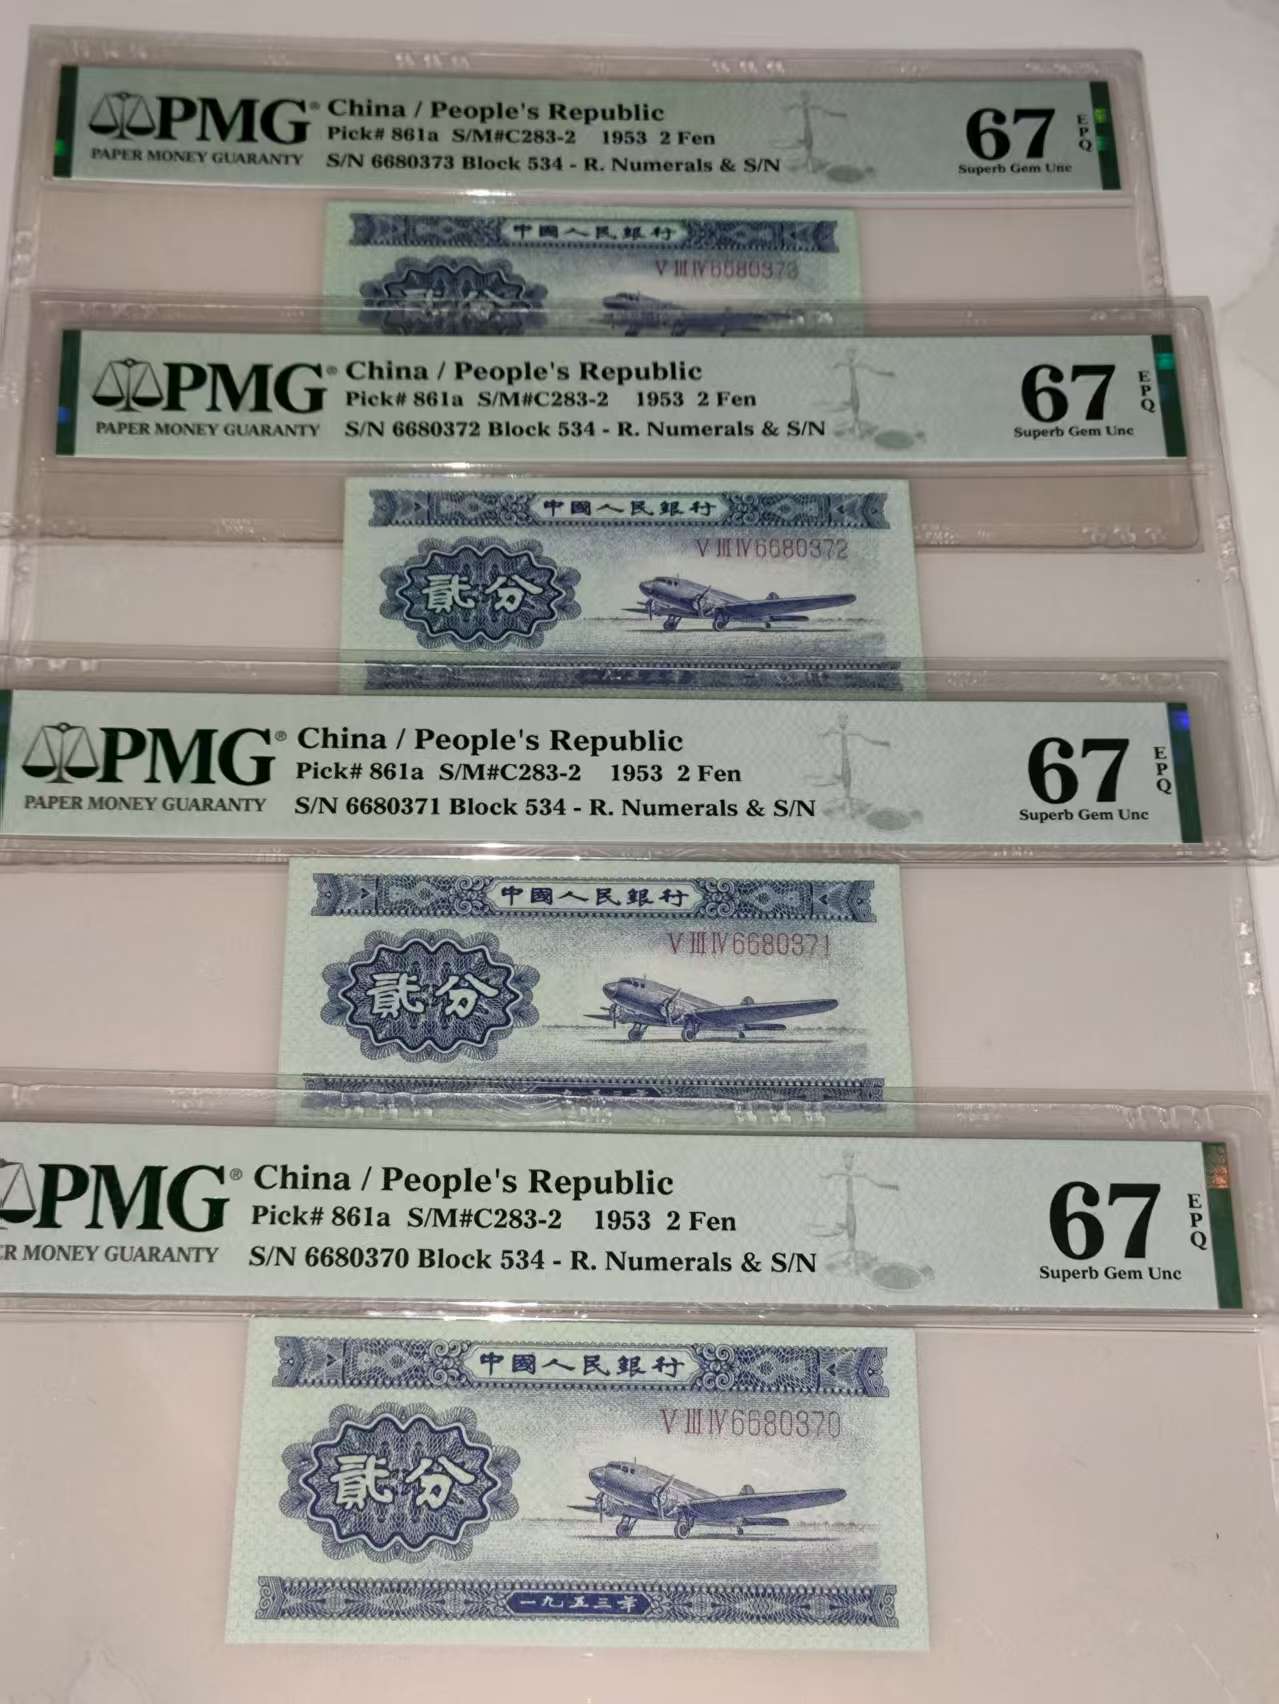 PMG® China / People's Republic
PAPER MONEY GUARANTY
Pick# 861a S/M#C283-2 1953 2 Fen
S/N 6680373 Block 534 - R. Numerals & S/N
67 EPQ
Superb Gem Unc
中國人民銀行
V III IV 6680373
貳分
PMG® China / People's Republic
PAPER MONEY GUARANTY
Pick# 861a S/M#C283-2 1953 2 Fen
S/N 6680372 Block 534 - R. Numerals & S/N
67 EPQ
Superb Gem Unc
中國人民銀行
V III IV 6680372
貳分
PMG® China / People's Republic
PAPER MONEY GUARANTY
Pick# 861a S/M#C283-2 1953 2 Fen
S/N 6680371 Block 534 - R. Numerals & S/N
67 EPQ
Superb Gem Unc
中國人民銀行
V III IV 6680371
貳分
PMG® China / People's Republic
ER MONEY GUARANTY
Pick# 861a S/M#C283-2 1953 2 Fen
S/N 6680370 Block 534 - R. Numerals & S/N
67 EPQ
Superb Gem Unc
中國人民銀行
V III IV 6680370
貳分
一九五三年